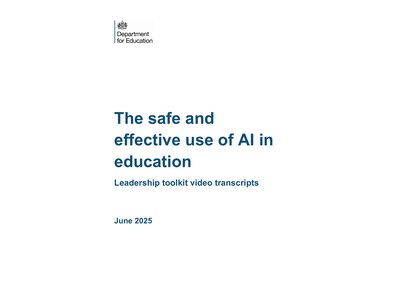 Department
for Education
The safe and
effective use of AI in
education
Leadership toolkit video transcripts
June 2025